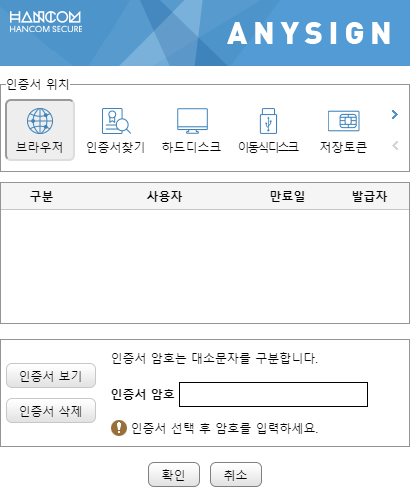 HANCOM
HANCOM SECURE
ANYSIGN
인증서 위치
브라우저 인증서찾기 하드디스크 이동식디스크 저장토큰
구분 사용자 만료일 발급자
인증서 암호는 대소문자를 구분합니다.
인증서 보기
인증서 암호
인증서 삭제
인증서 선택 후 암호를 입력하세요.
확인 취소